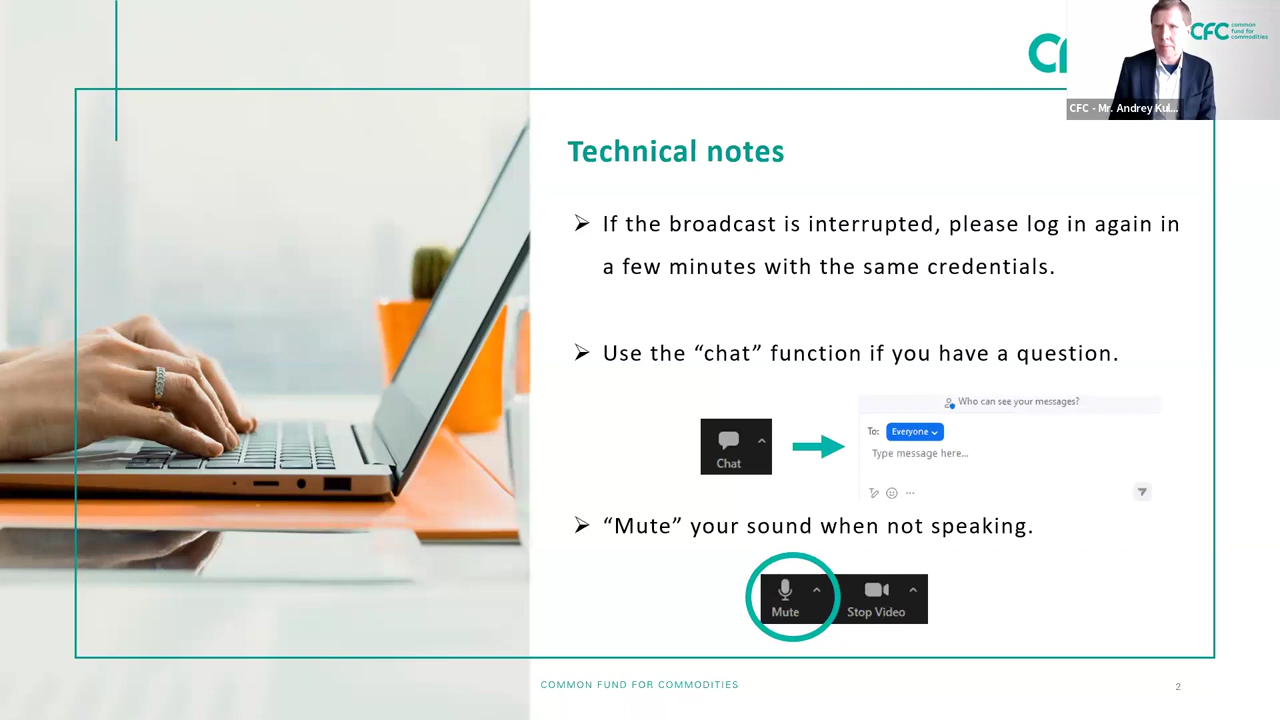 CFC
common
fund for
commodities
CFC - Mr. Andrey Kul...
Technical notes
➢ If the broadcast is interrupted, please log in again in
a few minutes with the same credentials.
➢ Use the “chat” function if you have a question.
Who can see your messages?
To: Everyone
Type message here...
Chat
➢ “Mute” your sound when not speaking.
Mute
Stop Video
COMMON FUND FOR COMMODITIES
2